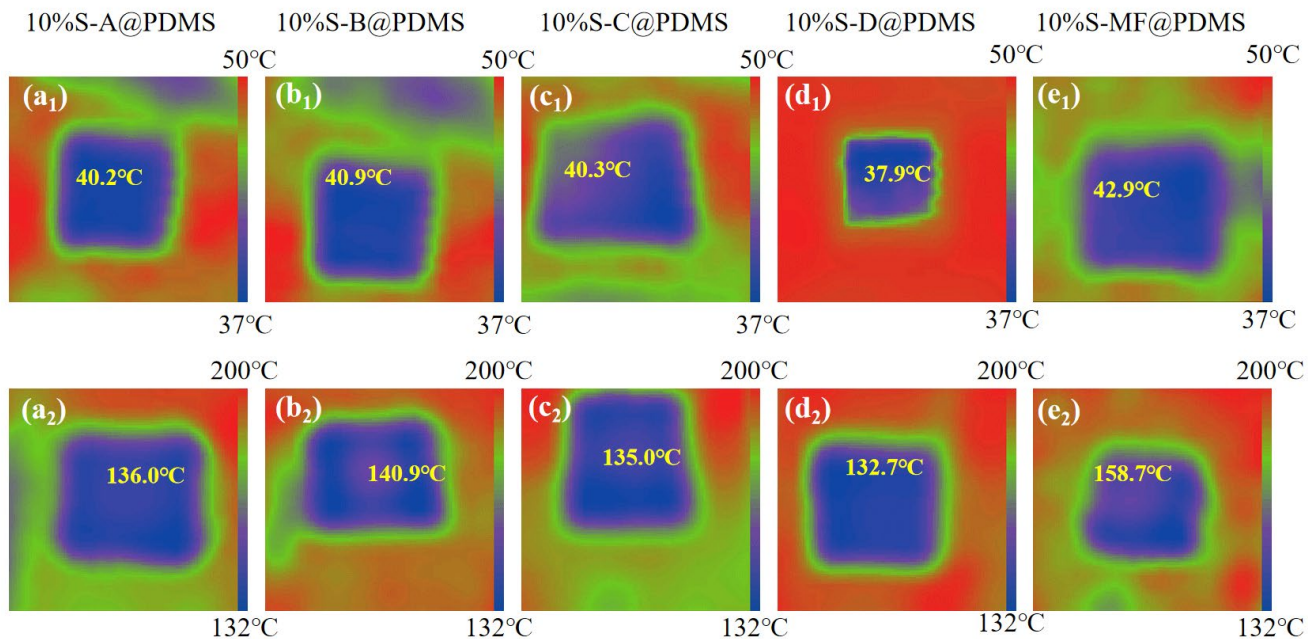 10%S-A@PDMS 10%S-B@PDMS 10%S-C@PDMS 10%S-D@PDMS 10%S-MF@PDMS
50℃ 50℃ 50℃ 50℃ 50℃
(a₁) (b₁) (c₁) (d₁) (e₁)
40.2℃ 40.9℃ 40.3℃ 37.9℃ 42.9℃
37℃ 37℃ 37℃ 37℃ 37℃
200℃ 200℃ 200℃ 200℃ 200℃
(a₂) (b₂) (c₂) (d₂) (e₂)
136.0℃ 140.9℃ 135.0℃ 132.7℃ 158.7℃
132℃ 132℃ 132℃ 132℃ 132℃